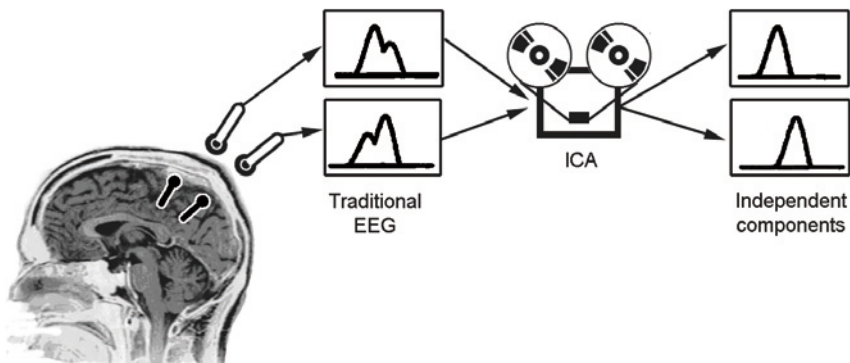 Traditional
EEG
ICA
Independent
components